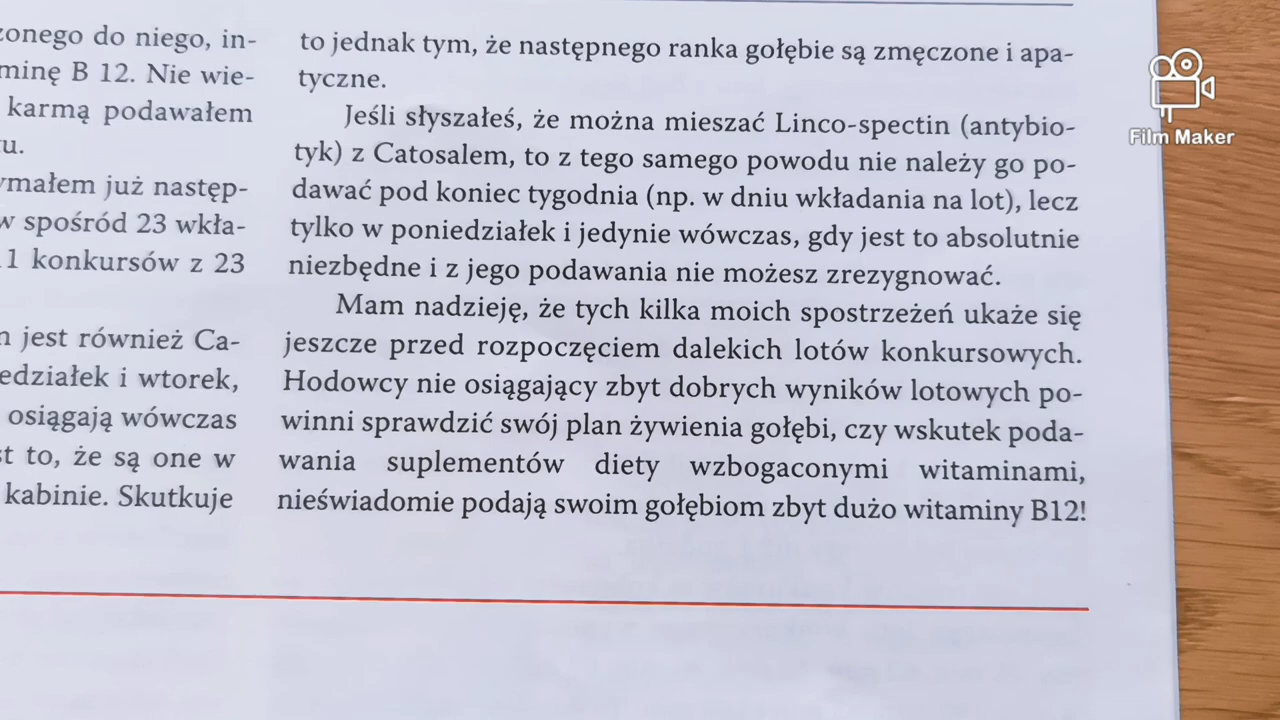 zonego do niego, in-
minę B 12. Nie wie-
karmą podawałem
u.
ymałem już następ-
w spośród 23 wkła-
1 konkursów z 23
jest również Ca-
edziałek i wtorek,
osiągają wówczas
st to, że są one w
kabinie. Skutkuje
to jednak tym, że następnego ranka gołębie są zmęczone i apa-
tyczne.
Jeśli słyszałeś, że można mieszać Linco-spectin (antybio-
tyk) z Catosalem, to z tego samego powodu nie należy go po-
dawać pod koniec tygodnia (np. w dniu wkładania na lot), lecz
tylko w poniedziałek i jedynie wówczas, gdy jest to absolutnie
niezbędne i z jego podawania nie możesz zrezygnować.
Mam nadzieję, że tych kilka moich spostrzeżeń ukaże się
jeszcze przed rozpoczęciem dalekich lotów konkursowych.
Hodowcy nie osiągający zbyt dobrych wyników lotowych po-
winni sprawdzić swój plan żywienia gołębi, czy wskutek poda-
wania suplementów diety wzbogaconymi witaminami,
nieświadomie podają swoim gołębiom zbyt dużo witaminy B12!
Film Maker